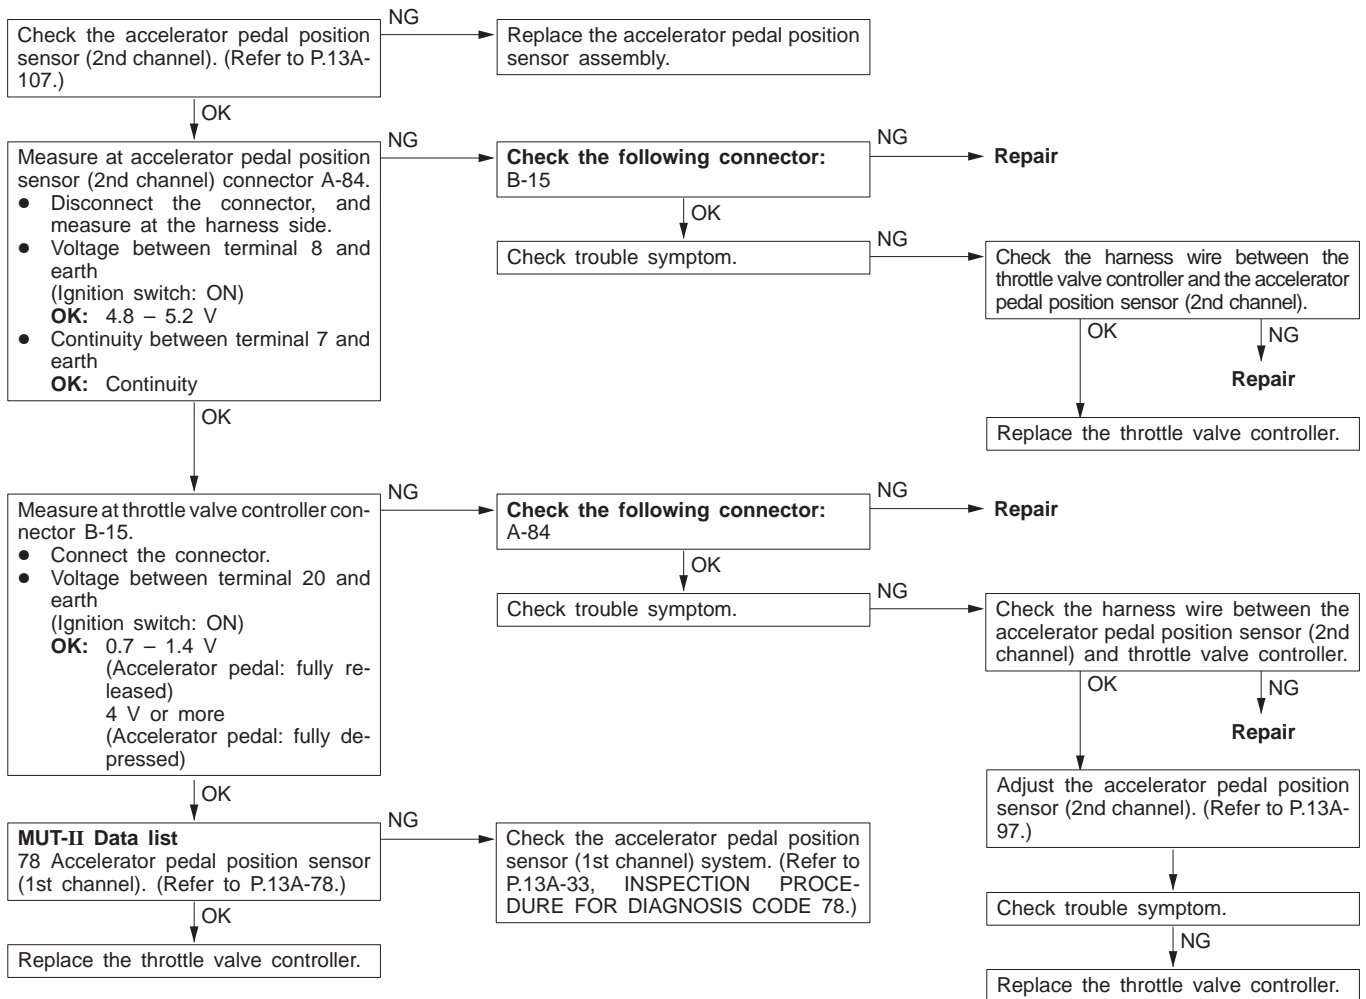 Check the accelerator pedal position
sensor (2nd channel). (Refer to P.13A-
107.)
NG
Replace the accelerator pedal position
sensor assembly.
OK
Measure at accelerator pedal position
sensor (2nd channel) connector A-84.
● Disconnect the connector, and
measure at the harness side.
● Voltage between terminal 8 and
earth
(Ignition switch: ON)
OK: 4.8 – 5.2 V
● Continuity between terminal 7 and
earth
OK: Continuity
NG
Check the following connector:
B-15
NG
Repair
OK
Check trouble symptom.
NG
Check the harness wire between the
throttle valve controller and the accelerator
pedal position sensor (2nd channel).
OK
NG
Repair
Replace the throttle valve controller.
OK
Measure at throttle valve controller con-
nector B-15.
● Connect the connector.
● Voltage between terminal 20 and
earth
(Ignition switch: ON)
OK: 0.7 – 1.4 V
(Accelerator pedal: fully re-
leased)
4 V or more
(Accelerator pedal: fully de-
pressed)
NG
Check the following connector:
A-84
NG
Repair
OK
Check trouble symptom.
NG
Check the harness wire between the
accelerator pedal position sensor (2nd
channel) and throttle valve controller.
OK
NG
Repair
Adjust the accelerator pedal position
sensor (2nd channel). (Refer to P.13A-
97.)
Check trouble symptom.
NG
Replace the throttle valve controller.
OK
MUT-II Data list
78 Accelerator pedal position sensor
(1st channel). (Refer to P.13A-78.)
NG
Check the accelerator pedal position
sensor (1st channel) system. (Refer to
P.13A-33, INSPECTION PROCE-
DURE FOR DIAGNOSIS CODE 78.)
OK
Replace the throttle valve controller.